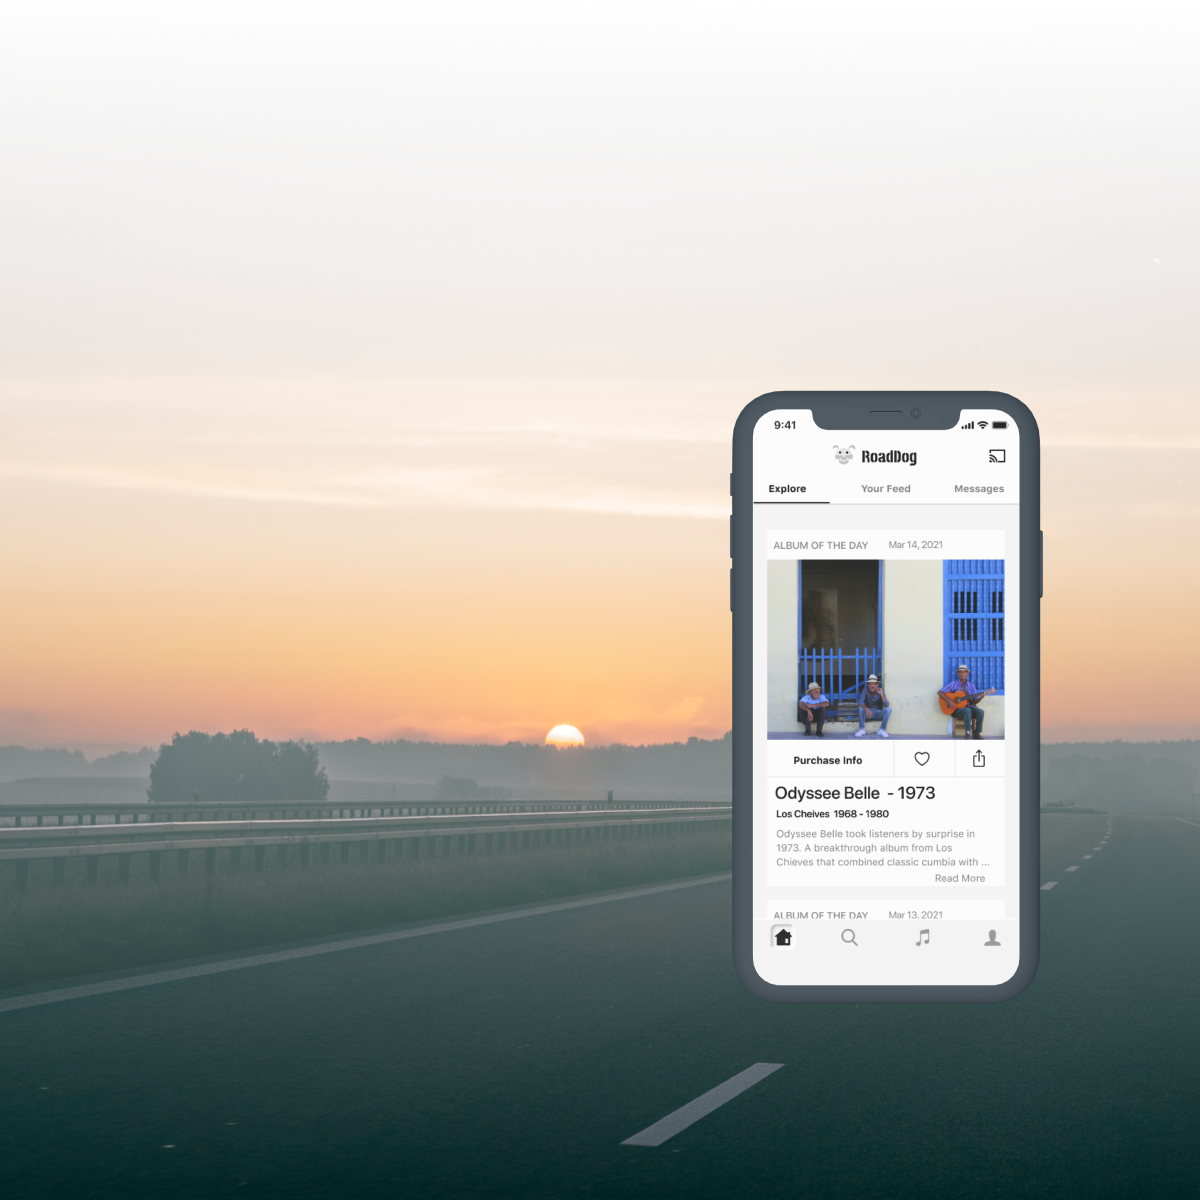 9:41
RoadDog
Explore Your Feed Messages
ALBUM OF THE DAY Mar 14, 2021
Purchase Info
Odyssee Belle - 1973
Los Cheives 1968 - 1980
Odyssee Belle took listeners by surprise in
1973. A breakthrough album from Los
Chieves that combined classic cumbia with ...
Read More
ALBUM OF THE DAY Mar 13, 2021